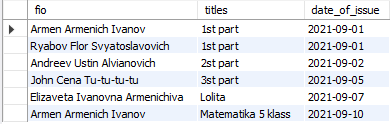 fio titles date_of_issue
Armen Armenich Ivanov 1st part 2021-09-01
Ryabov Flor Svyatoslavovich 1st part 2021-09-01
Andreev Ustin Alvianovich 2st part 2021-09-02
John Cena Tu-tu-tu-tu 3st part 2021-09-05
Elizaveta Ivanovna Armenichiva Lolita 2021-09-07
Armen Armenich Ivanov Matematika 5 klass 2021-09-10